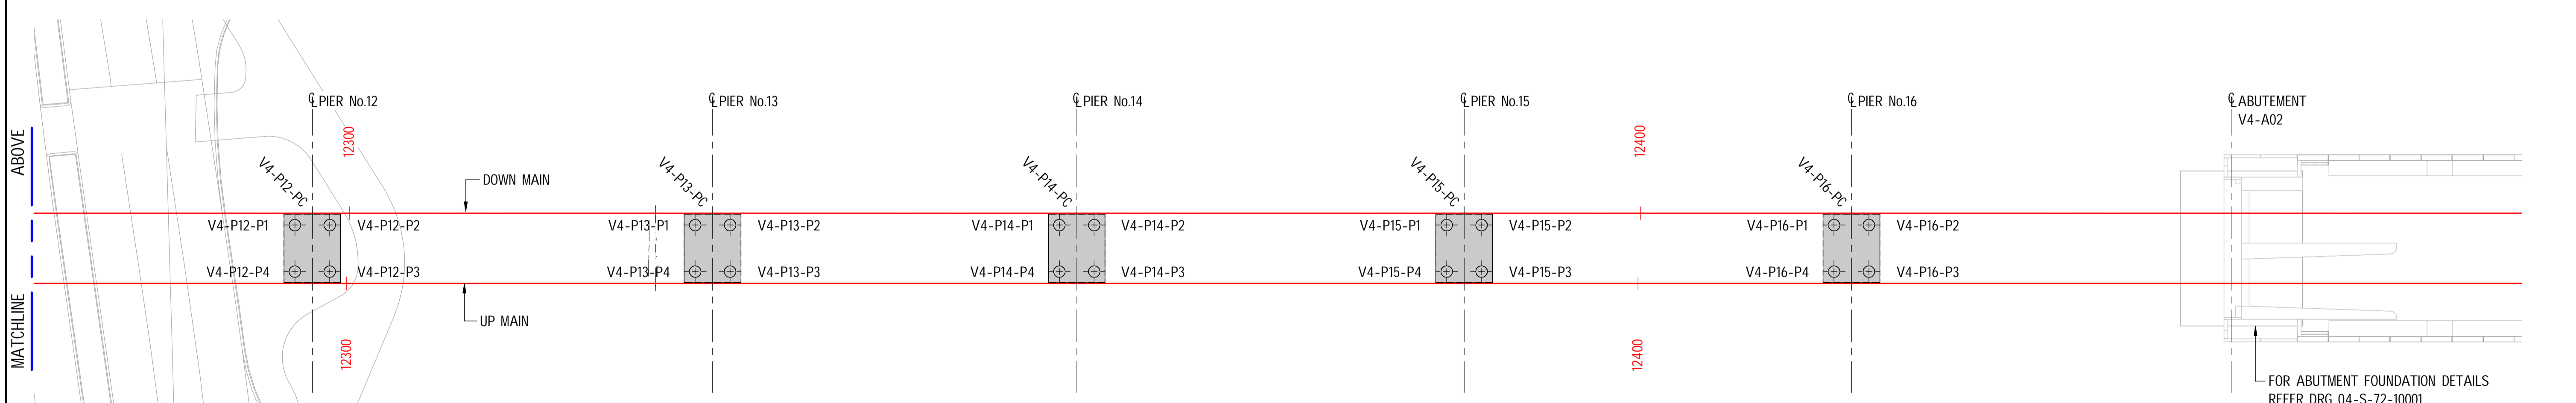 ℄ PIER No.12
℄ PIER No.13
℄ PIER No.14
℄ PIER No.15
℄ PIER No.16
℄ ABUTEMENT
V4-A02
ABOVE
MATCHLINE
12300
12400
V4-P12-PC
V4-P13-PC
V4-P14-PC
V4-P15-PC
V4-P16-PC
DOWN MAIN
V4-P12-P1
V4-P12-P2
V4-P13-P1
V4-P13-P2
V4-P14-P1
V4-P14-P2
V4-P15-P1
V4-P15-P2
V4-P16-P1
V4-P16-P2
V4-P12-P4
V4-P12-P3
V4-P13-P4
V4-P13-P3
V4-P14-P4
V4-P14-P3
V4-P15-P4
V4-P15-P3
V4-P16-P4
V4-P16-P3
UP MAIN
12300
12400
FOR ABUTMENT FOUNDATION DETAILS
REFER DRG 04-S-72-10001